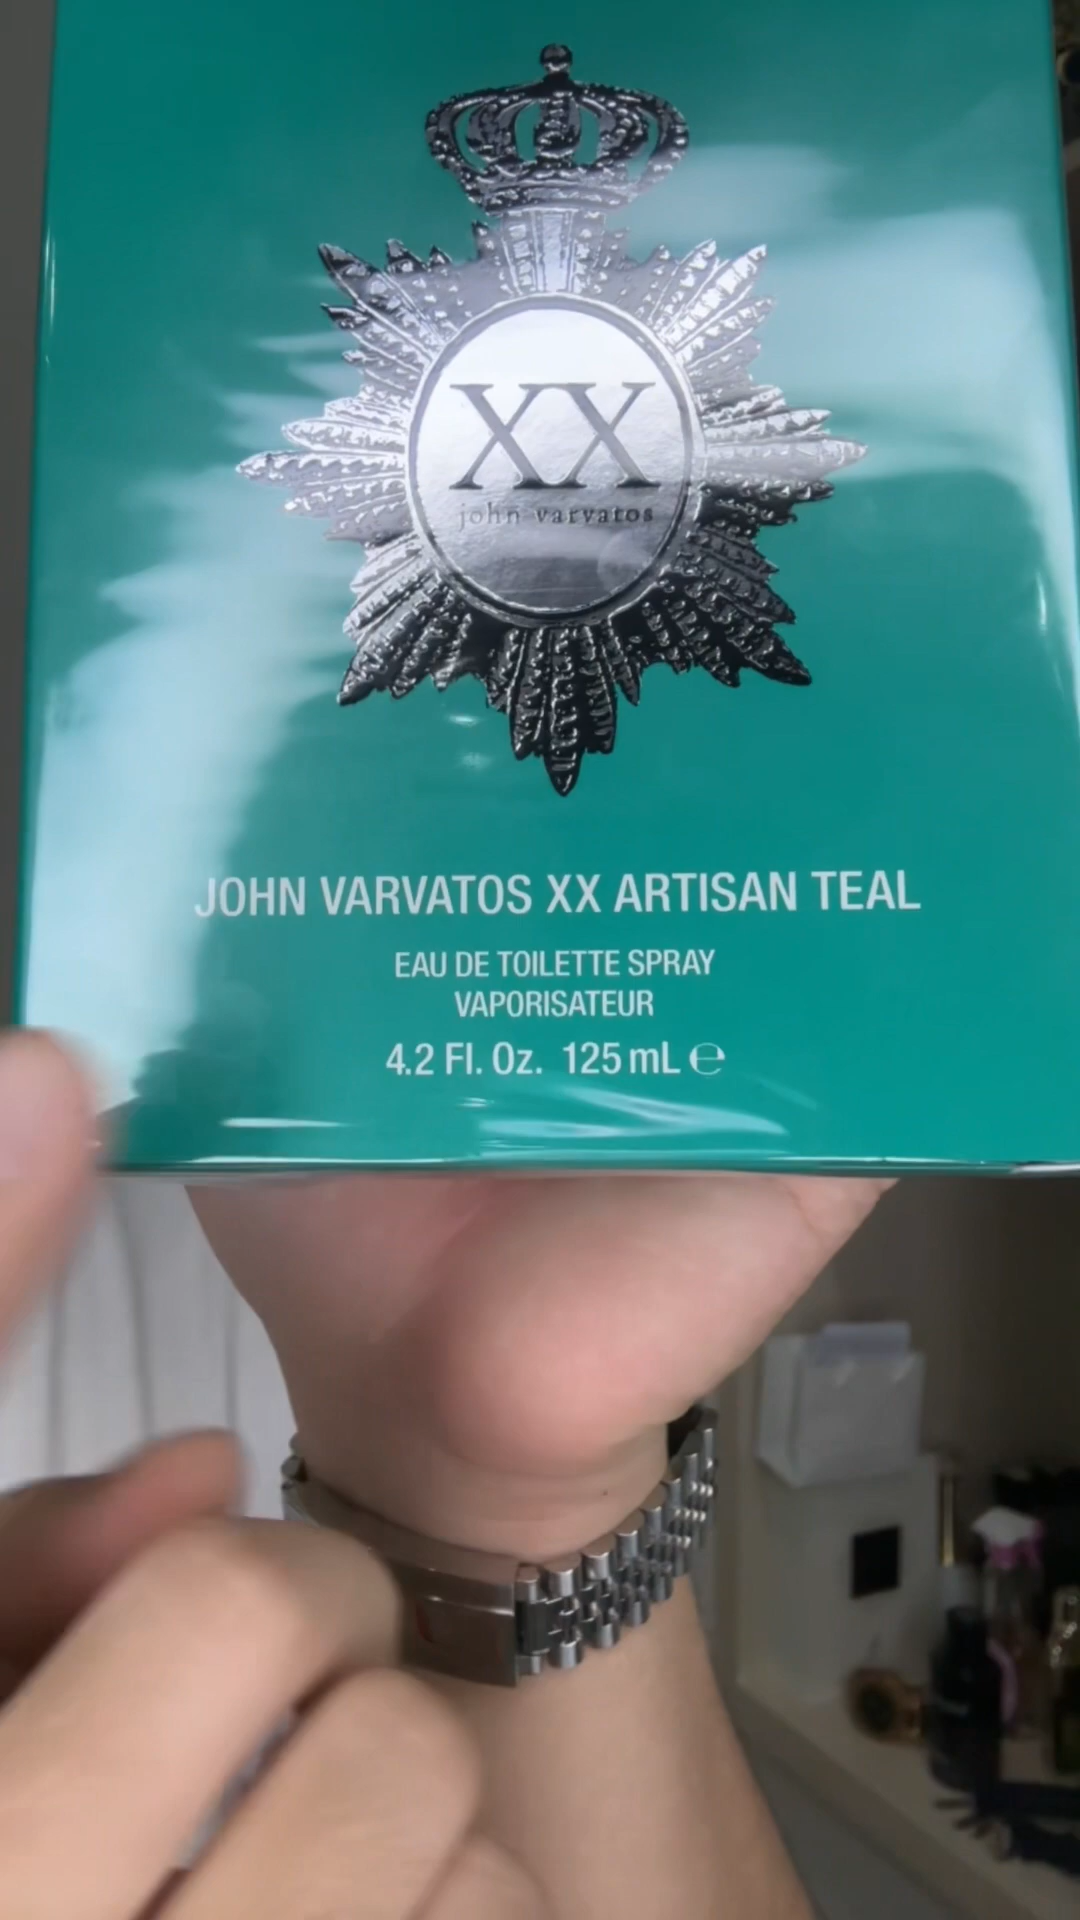 XX
john varvatos
JOHN VARVATOS XX ARTISAN TEAL
EAU DE TOILETTE SPRAY
VAPORISATEUR
4.2 Fl. Oz. 125 mL ℮